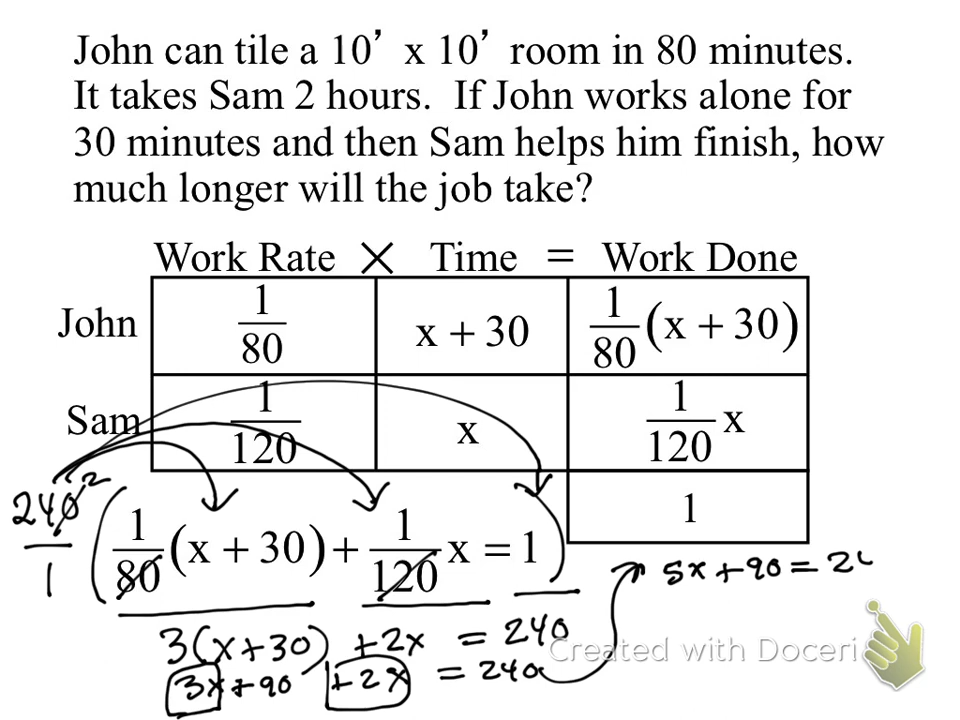 John can tile a 10’ x 10’ room in 80 minutes.
It takes Sam 2 hours. If John works alone for
30 minutes and then Sam helps him finish, how
much longer will the job take?
Work Rate × Time = Work Done
John 1/80 x + 30 1/80 (x + 30)
Sam 1/120 x 1/120 x
1
240/1 ( 1/80 (x + 30) + 1/120 x = 1 )
2
5x + 90 = 24
3(x+30) +2x = 240
3x+90 +2x = 240
Created with Doceri